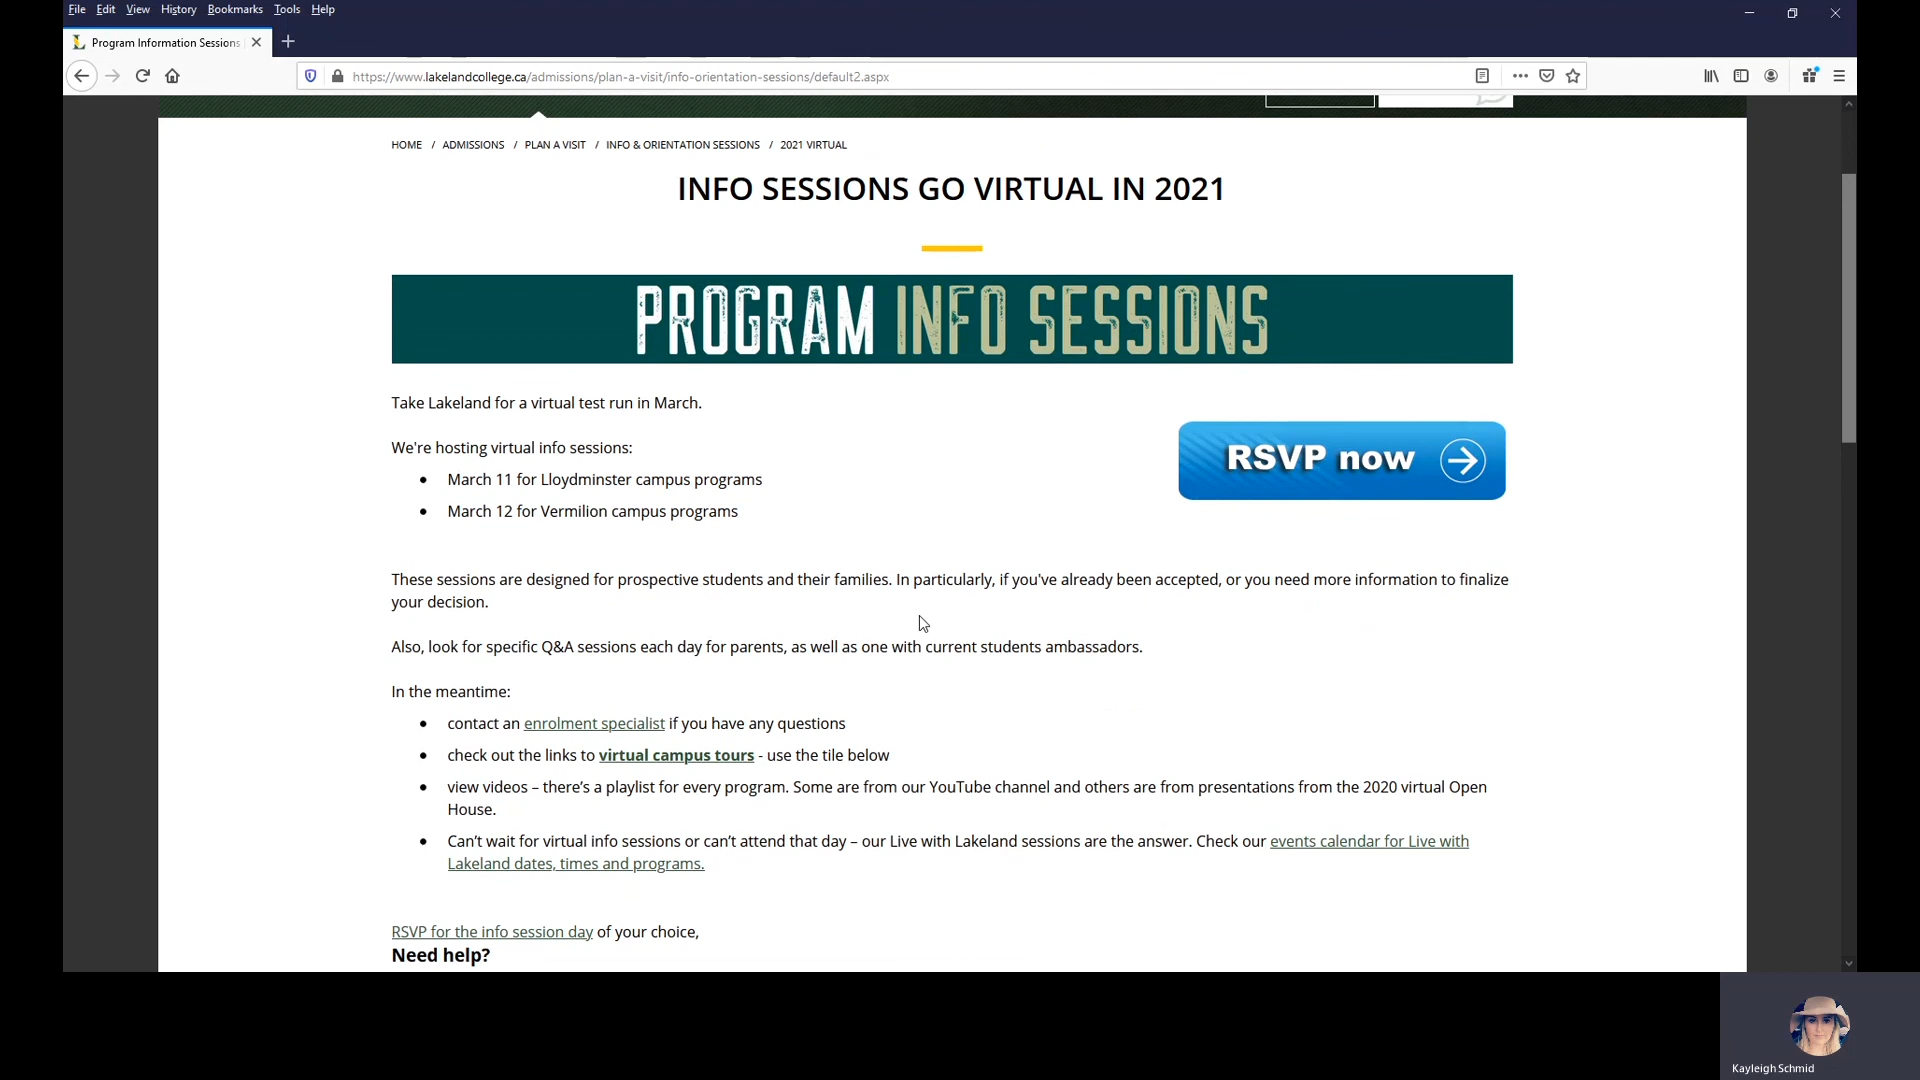 File Edit View History Bookmarks Tools Help
Program Information Sessions
https://www.lakelandcollege.ca/admissions/plan-a-visit/info-orientation-sessions/default2.aspx
HOME / ADMISSIONS / PLAN A VISIT / INFO & ORIENTATION SESSIONS / 2021 VIRTUAL
INFO SESSIONS GO VIRTUAL IN 2021
PROGRAM INFO SESSIONS
Take Lakeland for a virtual test run in March.
We're hosting virtual info sessions:
• March 11 for Lloydminster campus programs
• March 12 for Vermilion campus programs
RSVP now
These sessions are designed for prospective students and their families. In particularly, if you've already been accepted, or you need more information to finalize
your decision.
Also, look for specific Q&A sessions each day for parents, as well as one with current students ambassadors.
In the meantime:
• contact an enrolment specialist if you have any questions
• check out the links to virtual campus tours - use the tile below
• view videos – there's a playlist for every program. Some are from our YouTube channel and others are from presentations from the 2020 virtual Open
House.
• Can't wait for virtual info sessions or can't attend that day – our Live with Lakeland sessions are the answer. Check our events calendar for Live with
Lakeland dates, times and programs.
RSVP for the info session day of your choice,
Need help?
Kayleigh Schmid